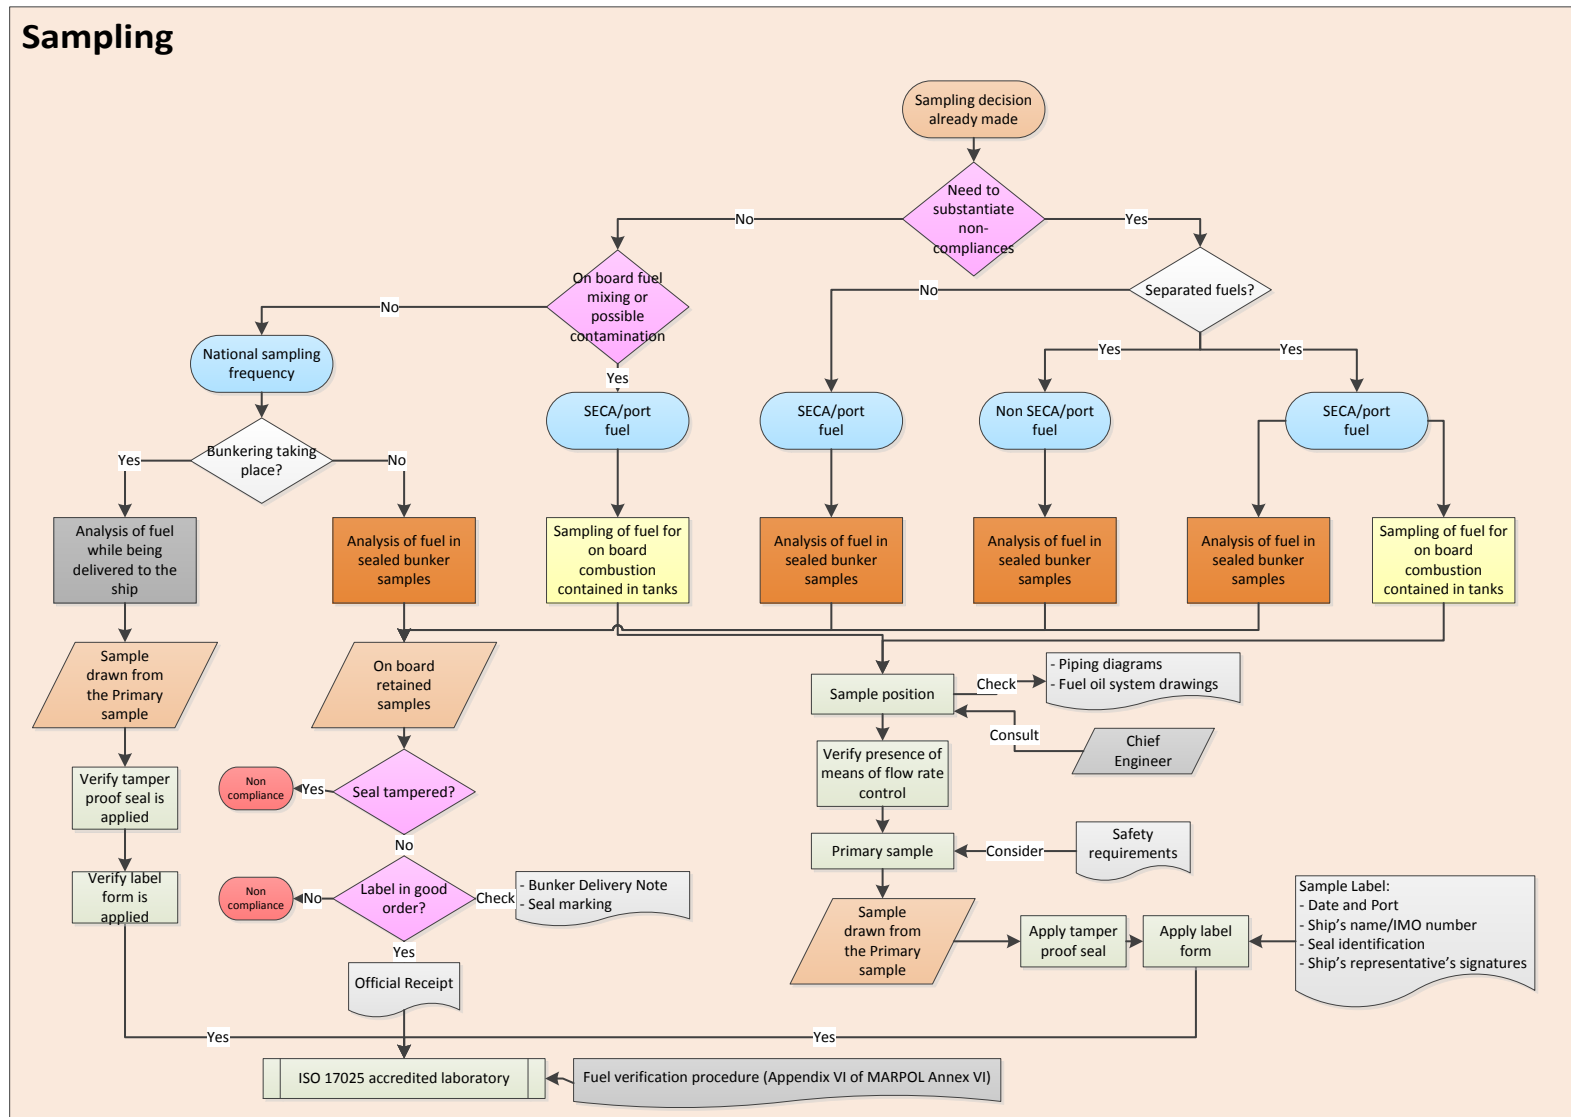 Sampling
Sampling decision
already made
Need to
substantiate
non-
compliances
No
Yes
On board fuel
mixing or
possible
contamination
Separated fuels?
No
No
Yes
Yes
Yes
National sampling
frequency
SECA/port
fuel
SECA/port
fuel
Non SECA/port
fuel
SECA/port
fuel
Bunkering taking
place?
Yes
No
Analysis of fuel
while being
delivered to the
ship
Analysis of fuel in
sealed bunker
samples
Sampling of fuel for
on board
combustion
contained in tanks
Analysis of fuel in
sealed bunker
samples
Analysis of fuel in
sealed bunker
samples
Analysis of fuel in
sealed bunker
samples
Sampling of fuel for
on board
combustion
contained in tanks
Sample
drawn from
the Primary
sample
On board
retained
samples
Sample position
Check
- Piping diagrams
- Fuel oil system drawings
Consult
Chief
Engineer
Verify presence of
means of flow rate
control
Verify tamper
proof seal is
applied
Non
compliance
Yes
Seal tampered?
No
Primary sample
Consider
Safety
requirements
Verify label
form is
applied
Non
compliance
No
Label in good
order?
Check
- Bunker Delivery Note
- Seal marking
Yes
Sample
drawn from
the Primary
sample
Apply tamper
proof seal
Apply label
form
Sample Label:
- Date and Port
- Ship's name/IMO number
- Seal identification
- Ship's representative's signatures
Official Receipt
Yes
Yes
ISO 17025 accredited laboratory
Fuel verification procedure (Appendix VI of MARPOL Annex VI)